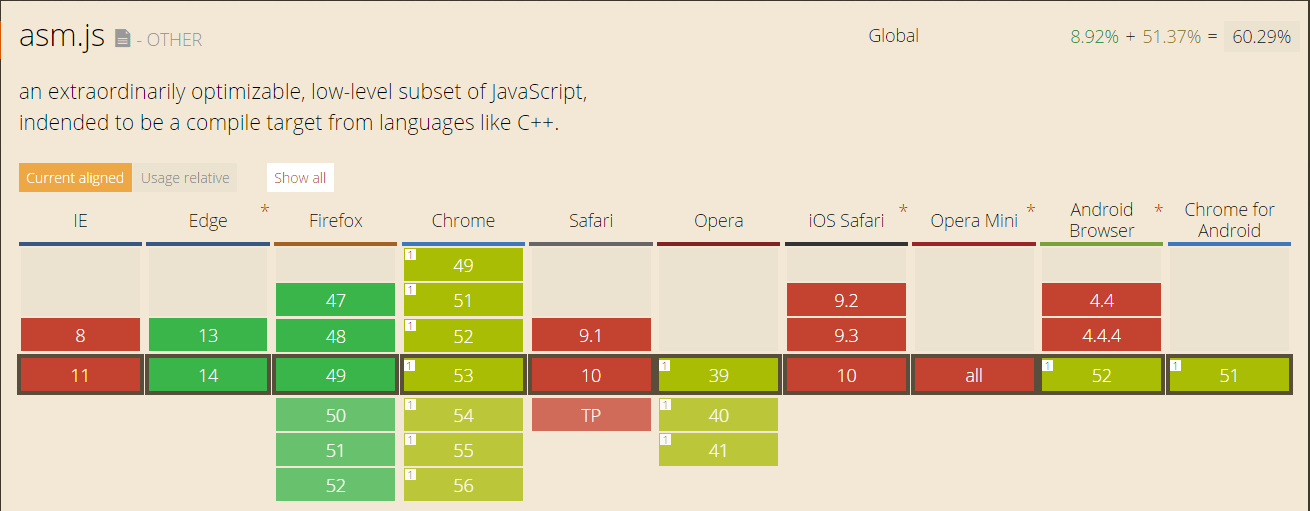 asm.js - OTHER Global 8.92% + 51.37% = 60.29%
an extraordinarily optimizable, low-level subset of JavaScript,
indended to be a compile target from languages like C++.
Current aligned Usage relative Show all
IE Edge * Firefox Chrome Safari Opera iOS Safari * Opera Mini * Android Browser * Chrome for Android
1 49
47 1 51 9.2 4.4
8 13 48 1 52 9.1 9.3 4.4.4
11 14 49 1 53 10 1 39 10 all 1 52 1 51
50 1 54 TP 1 40
51 1 55 1 41
52 1 56